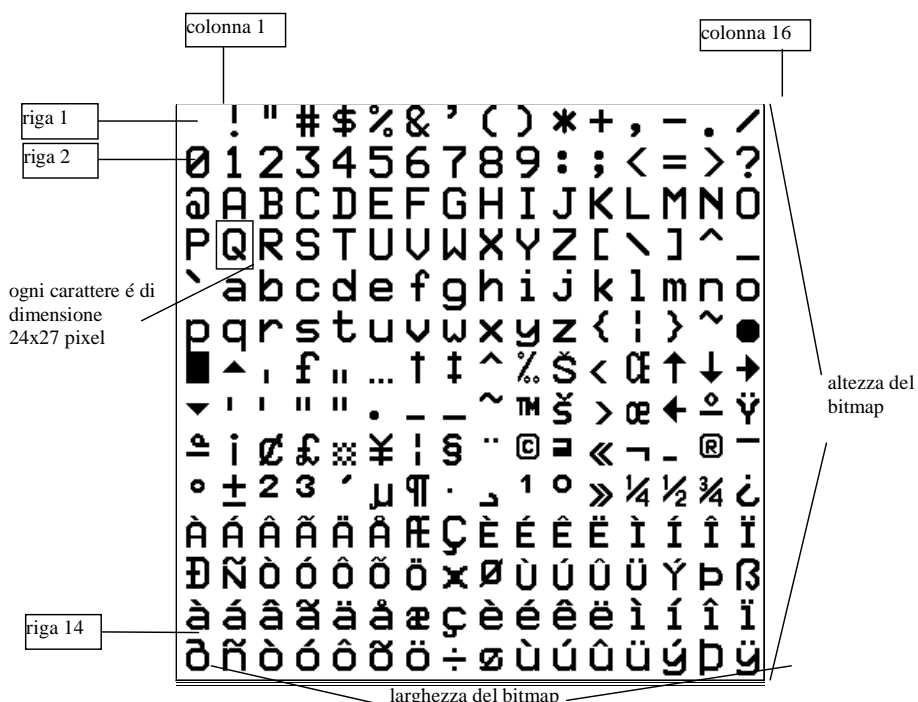 colonna 1
colonna 16
riga 1
! " # $ % & ’ ( ) * + , - . /
riga 2
0 1 2 3 4 5 6 7 8 9 : ; < = > ?
@ A B C D E F G H I J K L M N O
P Q R S T U V W X Y Z [ \ ] ^ _
ogni carattere é di
dimensione
24x27 pixel
` a b c d e f g h i j k l m n o
p q r s t u v w x y z { ¦ } ~ ●
■ ▲ ‚ f „ … † ‡ ^ ‰ Š < Œ ↑ ↓ →
altezza del
bitmap
▼ ' ' " " • _ _ ~ ™ š > œ ← º Ÿ
º ¡ ¢ £ ¤ ¥ ¦ § ¨ © ª « ¬ - ® ¯
° ± 2 3 ´ µ ¶ · ¸ 1 º » ¼ ½ ¾ ¿
À Á Â Ã Ä Å Æ Ç È É Ê Ë Ì Í Î Ï
Ð Ñ Ò Ó Ô Õ Ö × Ø Ù Ú Û Ü Ý Þ ß
riga 14
à á â ã ä å æ ç è é ê ë ì í î ï
ð ñ ò ó ô õ ö ÷ ø ù ú û ü ý þ ÿ
larghezza del bitmap